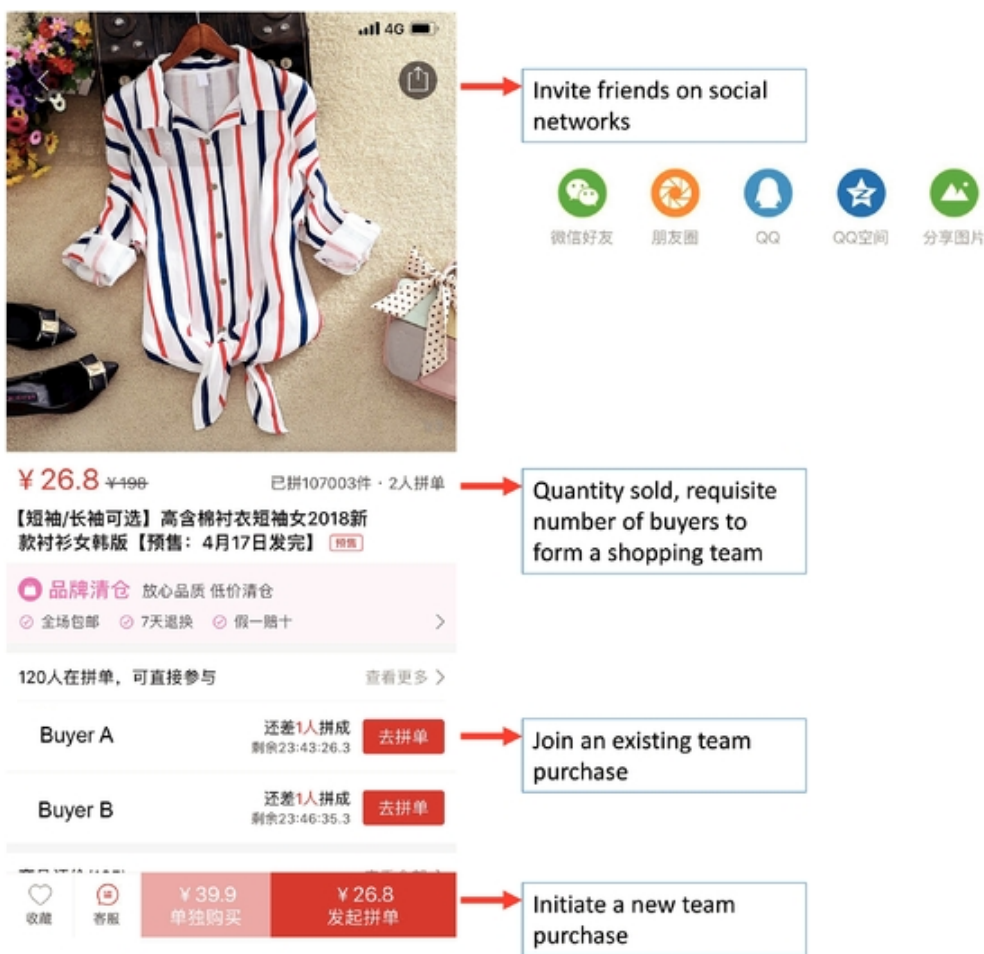 4G
Invite friends on social
networks
微信好友
朋友圈
QQ
QQ空间
分享图片
¥26.8 ¥198
已拼107003件 · 2人拼单
Quantity sold, requisite
number of buyers to
form a shopping team
【短袖/长袖可选】高含棉衬衣短袖女2018新
款衬衫女韩版【预售：4月17日发完】 预售
品牌清仓 放心品质 低价清仓
全场包邮 7天退换 假一赔十
120人在拼单，可直接参与
查看更多
Buyer A
还差1人拼成
剩余23:43:26.3
去拼单
Join an existing team
purchase
Buyer B
还差1人拼成
剩余23:46:35.3
去拼单
收藏
客服
¥39.9
单独购买
¥26.8
发起拼单
Initiate a new team
purchase